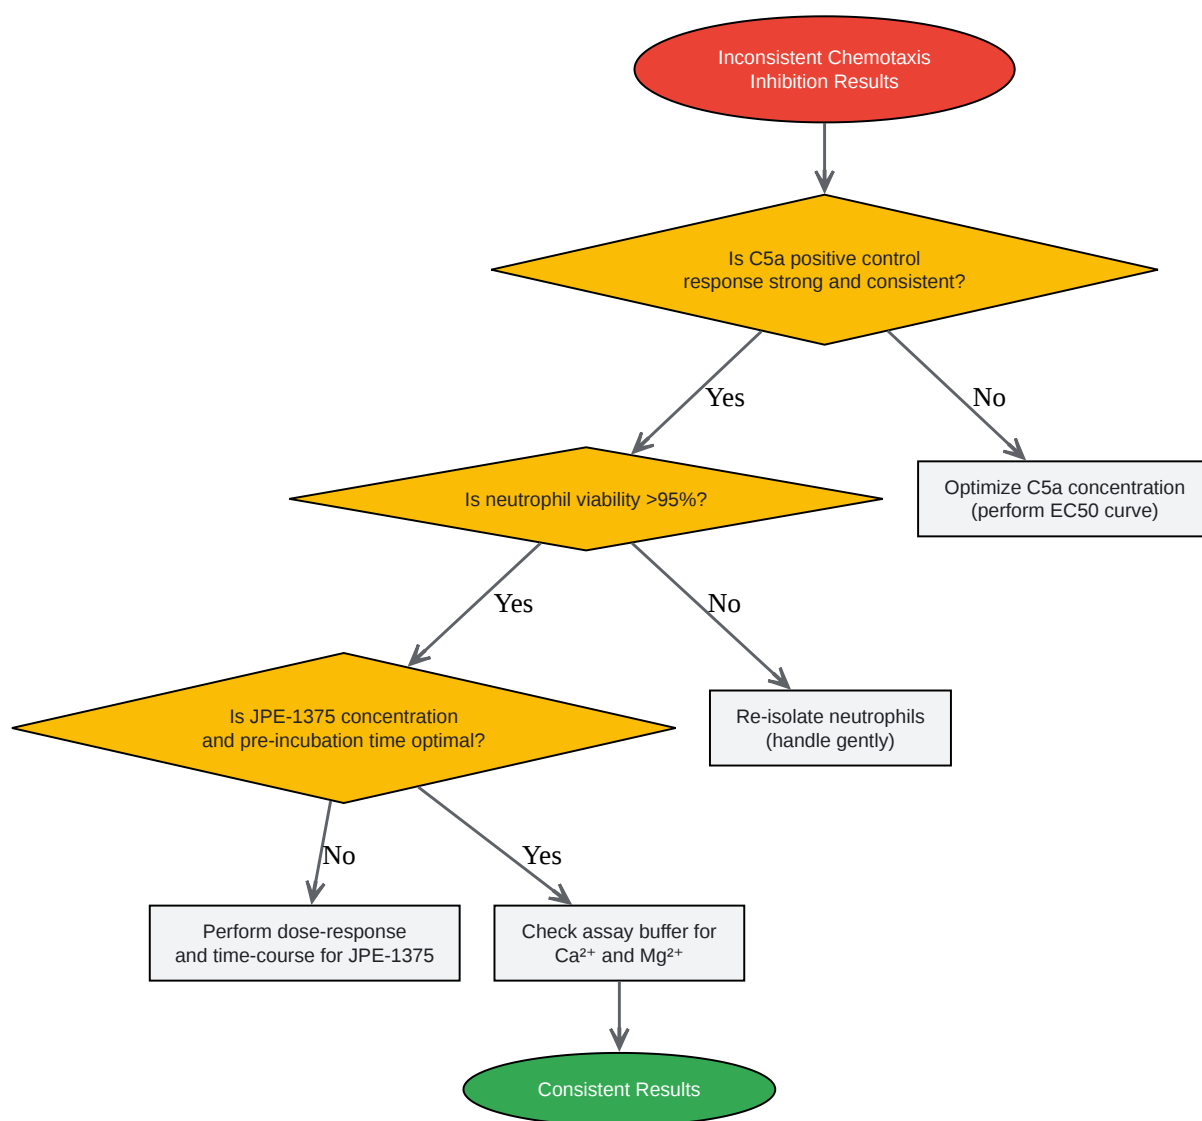 Inconsistent Chemotaxis
Inhibition Results
Is C5a positive control
response strong and consistent?
Yes
No
Is neutrophil viability >95%?
Optimize C5a concentration
(perform EC50 curve)
Yes
No
Is JPE-1375 concentration
and pre-incubation time optimal?
Re-isolate neutrophils
(handle gently)
No
Yes
Perform dose-response
and time-course for JPE-1375
Check assay buffer for
Ca²⁺ and Mg²⁺
Consistent Results